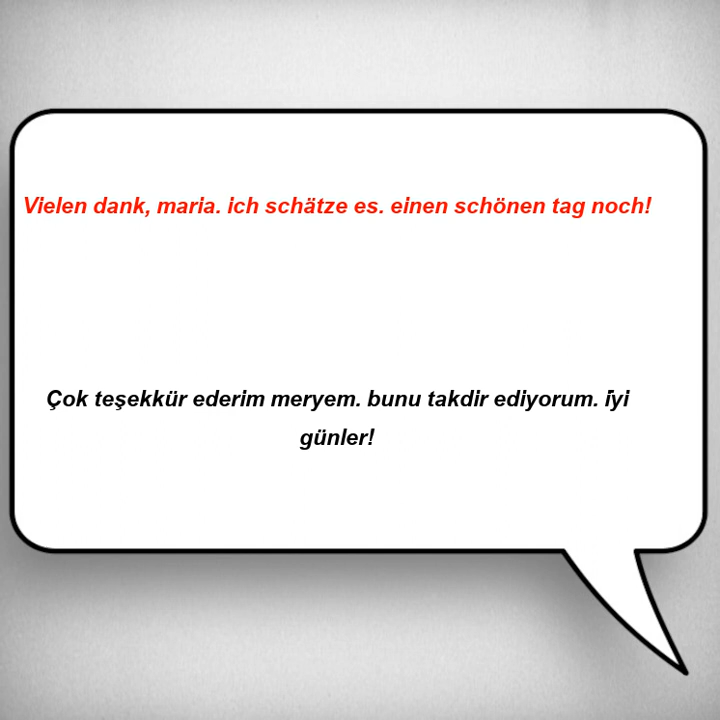 Vielen dank, maria. ich schätze es. einen schönen tag noch!
Çok teşekkür ederim meryem. bunu takdir ediyorum. i̇yi
günler!